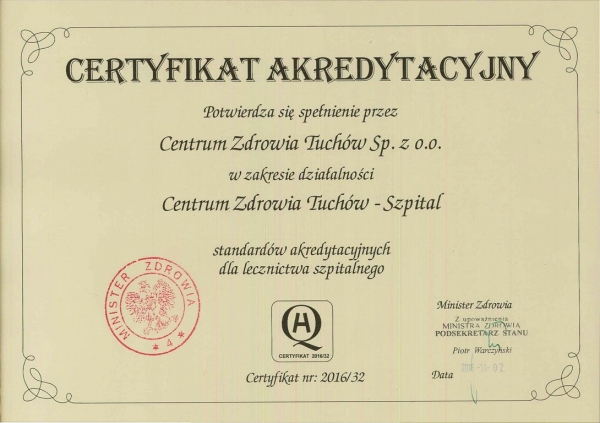 CERTYFIKAT AKREDYTACYJNY
Potwierdza się spełnienie przez
Centrum Zdrowia Tuchów Sp. z o.o.
w zakresie działalności
Centrum Zdrowia Tuchów - Szpital
standardów akredytacyjnych
dla lecznictwa szpitalnego
MINISTER ZDROWIA
* 4 *
CERTYFIKAT 2016/32
Certyfikat nr: 2016/32
Minister Zdrowia
Z upoważnienia
MINISTRA ZDROWIA
PODSEKRETARZ STANU
Piotr Warczyński
Data